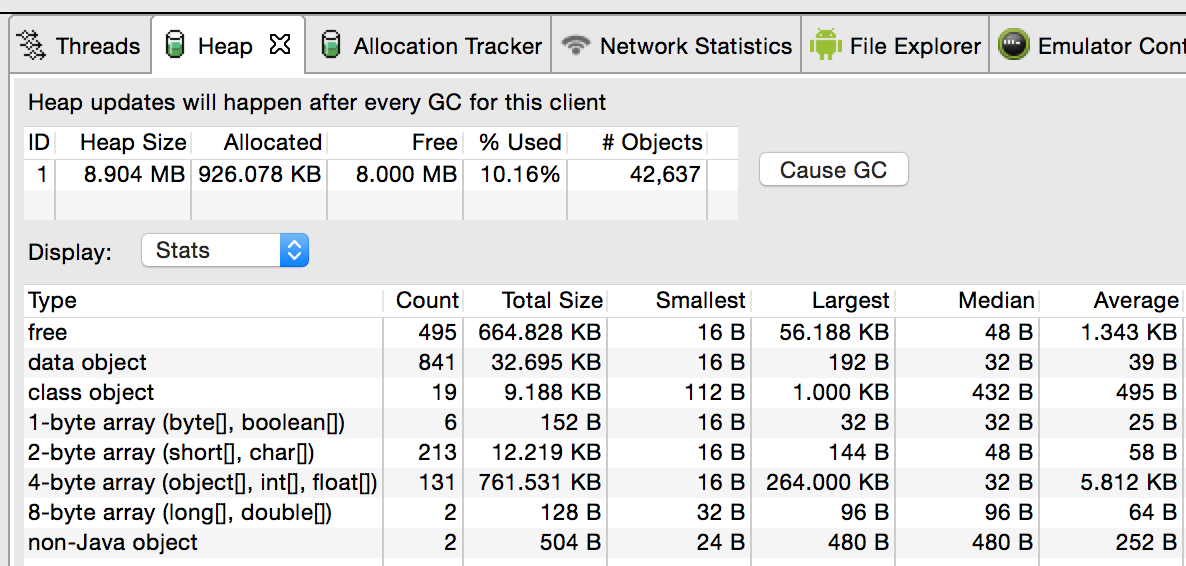 Threads Heap Allocation Tracker Network Statistics File Explorer Emulator Cont
Heap updates will happen after every GC for this client
ID Heap Size Allocated Free % Used # Objects
1 8.904 MB 926.078 KB 8.000 MB 10.16% 42,637
Cause GC
Display: Stats
Type Count Total Size Smallest Largest Median Average
free 495 664.828 KB 16 B 56.188 KB 48 B 1.343 KB
data object 841 32.695 KB 16 B 192 B 32 B 39 B
class object 19 9.188 KB 112 B 1.000 KB 432 B 495 B
1-byte array (byte[], boolean[]) 6 152 B 16 B 32 B 32 B 25 B
2-byte array (short[], char[]) 213 12.219 KB 16 B 144 B 48 B 58 B
4-byte array (object[], int[], float[]) 131 761.531 KB 16 B 264.000 KB 32 B 5.812 KB
8-byte array (long[], double[]) 2 128 B 32 B 96 B 96 B 64 B
non-Java object 2 504 B 24 B 480 B 480 B 252 B